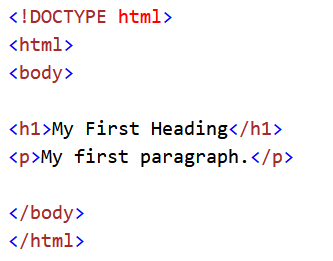 <!DOCTYPE html>
<html>
<body>
<h1>My First Heading</h1>
<p>My first paragraph.</p>
</body>
</html>